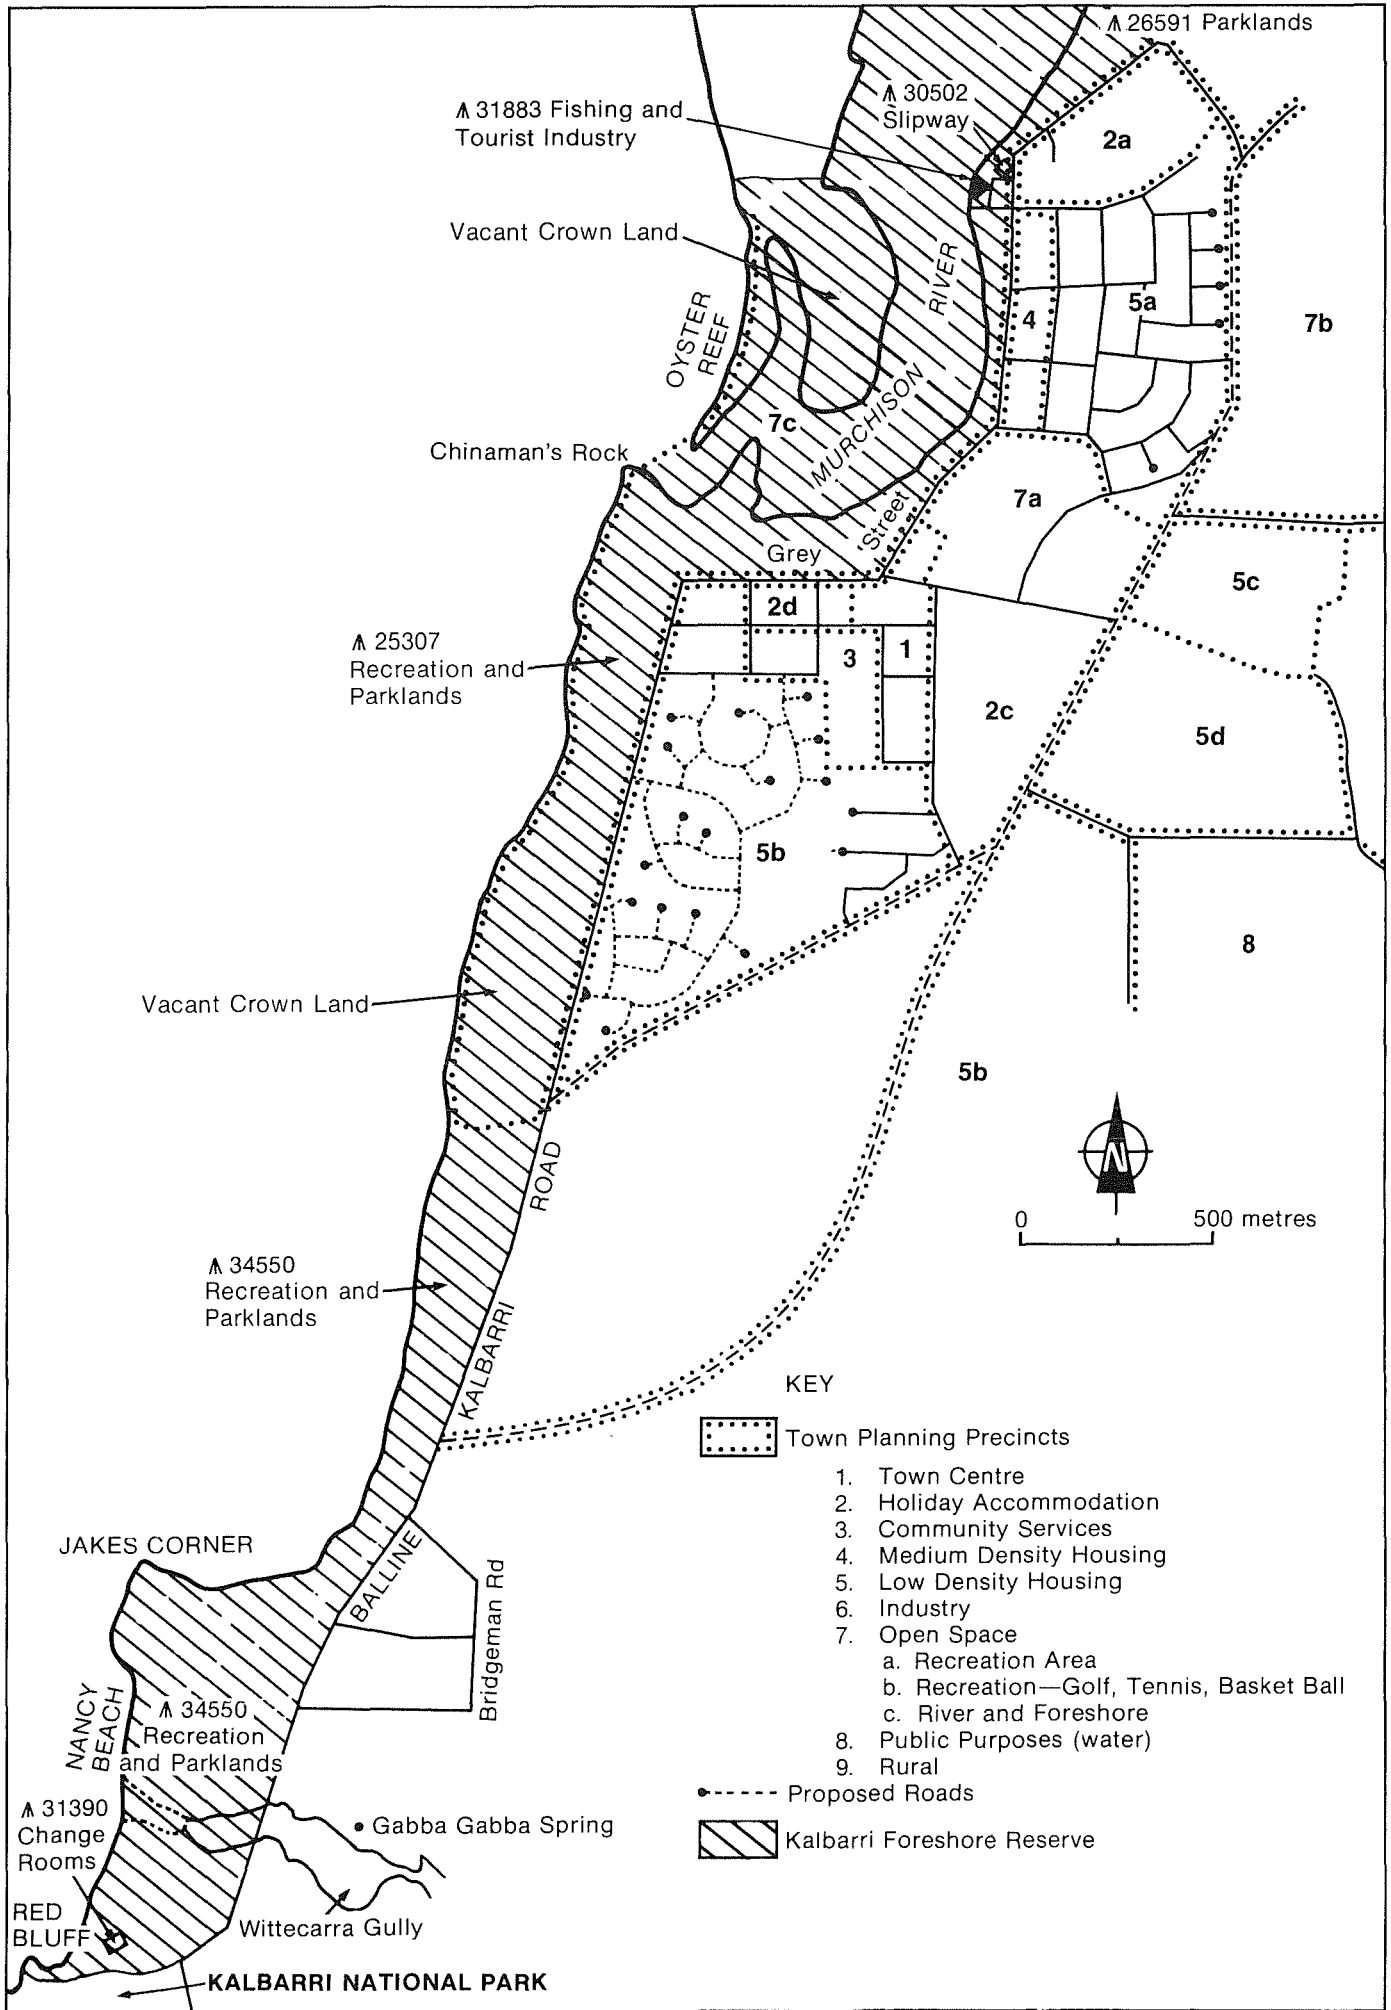 ⩚ 26591 Parklands
⩚ 31883 Fishing and
Tourist Industry
⩚ 30502
Slipway
2a
Vacant Crown Land
OYSTER
REEF
RIVER
MURCHISON
4
5a
7b
7c
Chinaman's Rock
7a
Street
Grey
5c
2d
⩚ 25307
Recreation and
Parklands
3
1
2c
5d
5b
8
Vacant Crown Land
5b
N
0 500 metres
ROAD
KALBARRI
BALLINE
⩚ 34550
Recreation and
Parklands
JAKES CORNER
Bridgeman Rd
NANCY
BEACH
⩚ 34550
Recreation
and Parklands
⩚ 31390
Change
Rooms
Gabba Gabba Spring
RED
BLUFF
Wittecarra Gully
KALBARRI NATIONAL PARK
KEY
Town Planning Precincts
1. Town Centre
2. Holiday Accommodation
3. Community Services
4. Medium Density Housing
5. Low Density Housing
6. Industry
7. Open Space
a. Recreation Area
b. Recreation—Golf, Tennis, Basket Ball
c. River and Foreshore
8. Public Purposes (water)
9. Rural
Proposed Roads
Kalbarri Foreshore Reserve